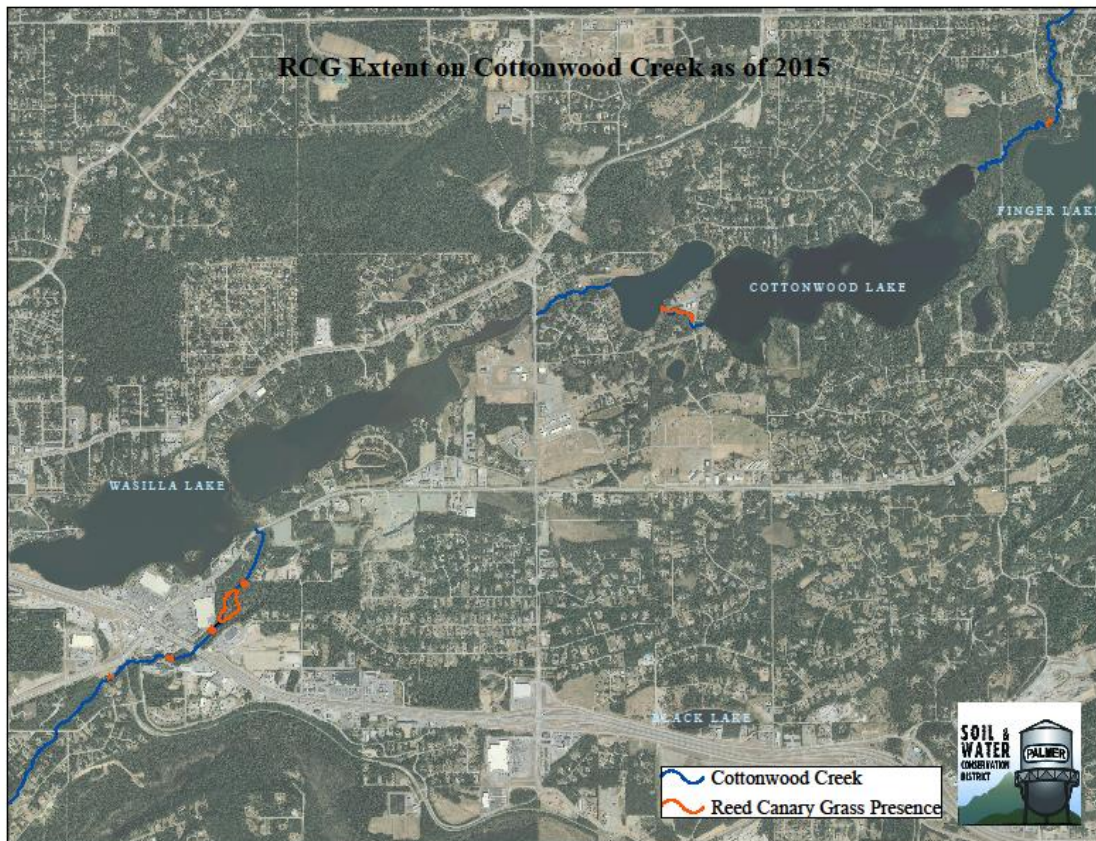 RCG Extent on Cottonwood Creek as of 2015
FINGER LAKE
COTTONWOOD LAKE
WASILLA LAKE
BLACK LAKE
SOIL &
WATER
CONSERVATION
DISTRICT
PALMER
Cottonwood Creek
Reed Canary Grass Presence